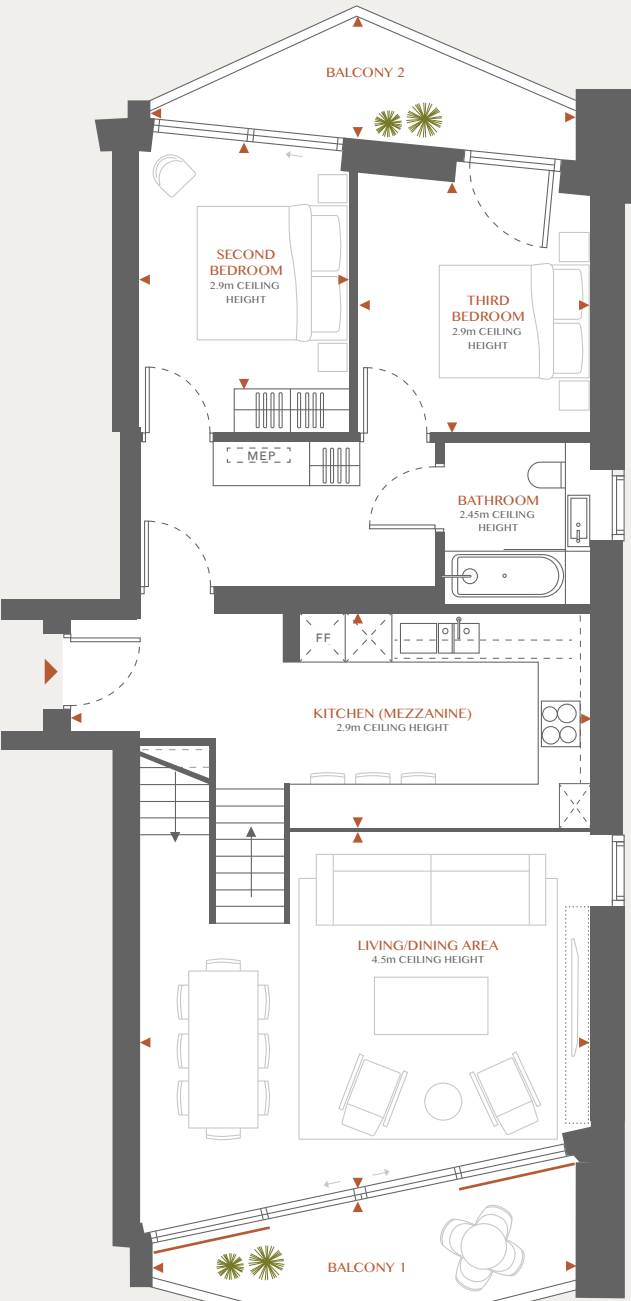 BALCONY 2
SECOND
BEDROOM
2.9m CEILING
HEIGHT
THIRD
BEDROOM
2.9m CEILING
HEIGHT
MEP
BATHROOM
2.45m CEILING
HEIGHT
FF
KITCHEN (MEZZANINE)
2.9m CEILING HEIGHT
LIVING/DINING AREA
4.5m CEILING HEIGHT
BALCONY 1